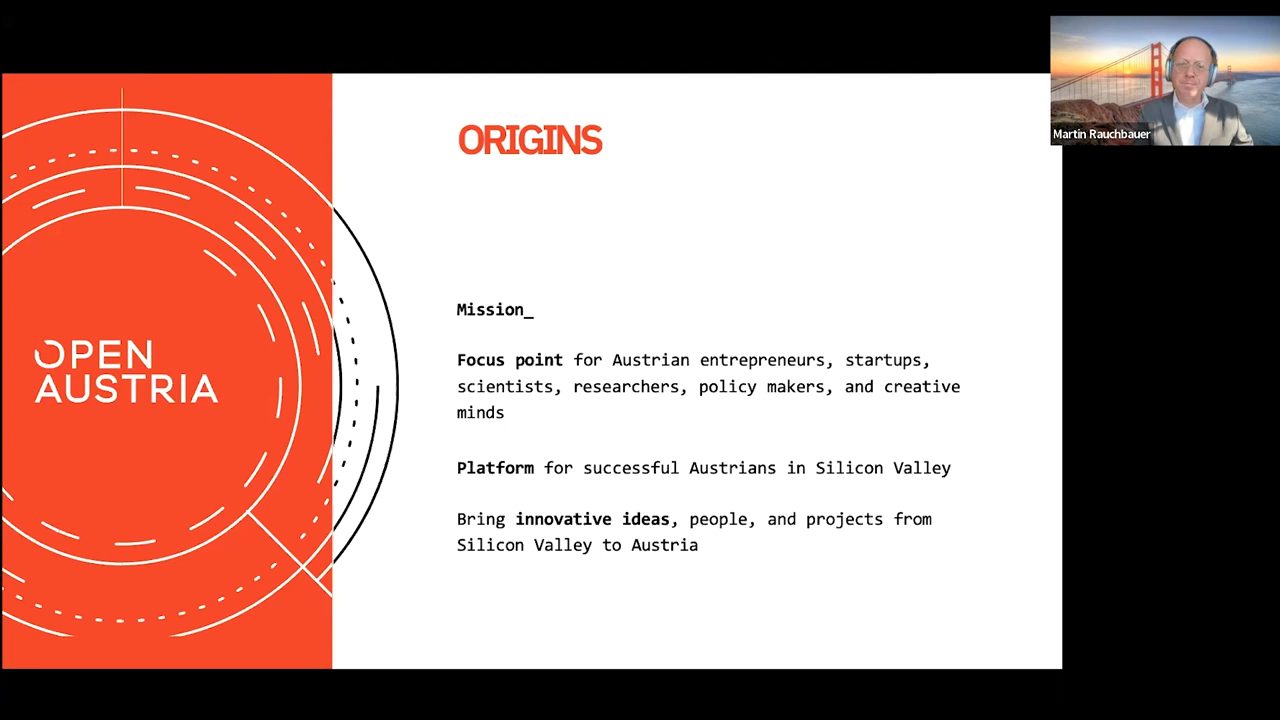 ORIGINS
Martin Rauchbauer
Mission_
Focus point for Austrian entrepreneurs, startups,
scientists, researchers, policy makers, and creative
minds
OPEN
AUSTRIA
Platform for successful Austrians in Silicon Valley
Bring innovative ideas, people, and projects from
Silicon Valley to Austria